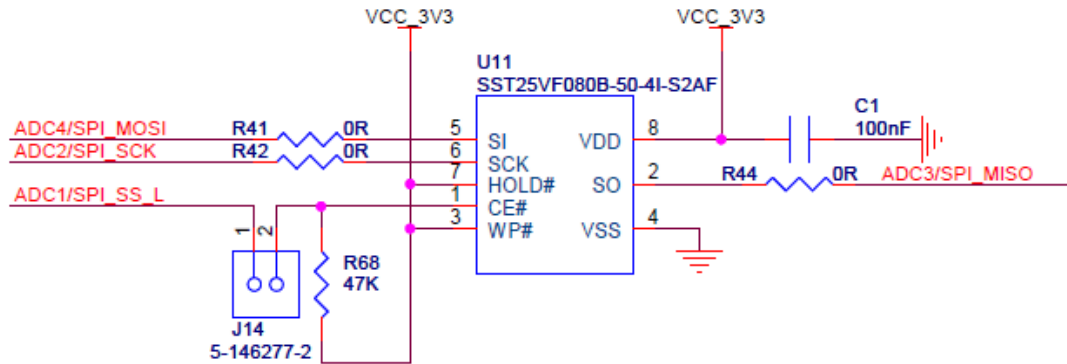 VCC_3V3
VCC_3V3
U11
SST25VF080B-50-4I-S2AF
C1
100nF
ADC4/SPI_MOSI
R41
0R
5
SI
VDD
8
ADC2/SPI_SCK
R42
0R
6
SCK
7
HOLD#
SO
2
R44
0R
ADC3/SPI_MISO
ADC1/SPI_SS_L
1
CE#
3
WP#
VSS
4
1
2
R68
47K
J14
5-146277-2